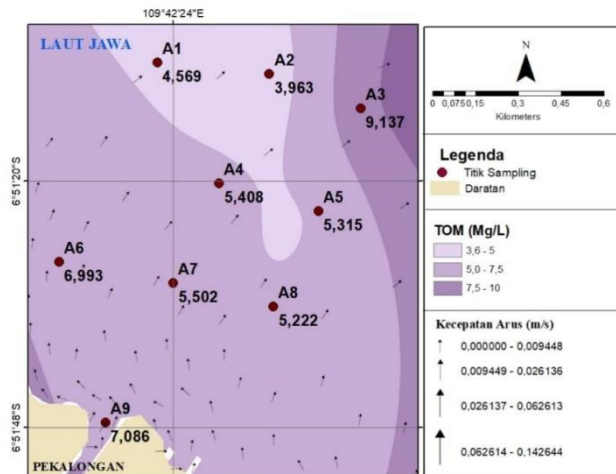 109°42'24"E
LAUT JAWA
A1
4,569
A2
3,963
A3
9,137
6°51'20"S
A4
5,408
A5
5,315
A6
6,993
A7
5,502
A8
5,222
6°51'48"S
A9
7,086
PEKALONGAN
N
0 0,075 0,15 0,3 0,45 0,6
Kilometers
Legenda
Titik Sampling
Daratan
TOM (Mg/L)
3,6 - 5
5,0 - 7,5
7,5 - 10
Kecepatan Arus (m/s)
0,000000 - 0,009448
0,009449 - 0,026136
0,026137 - 0,062613
0,062614 - 0,142644